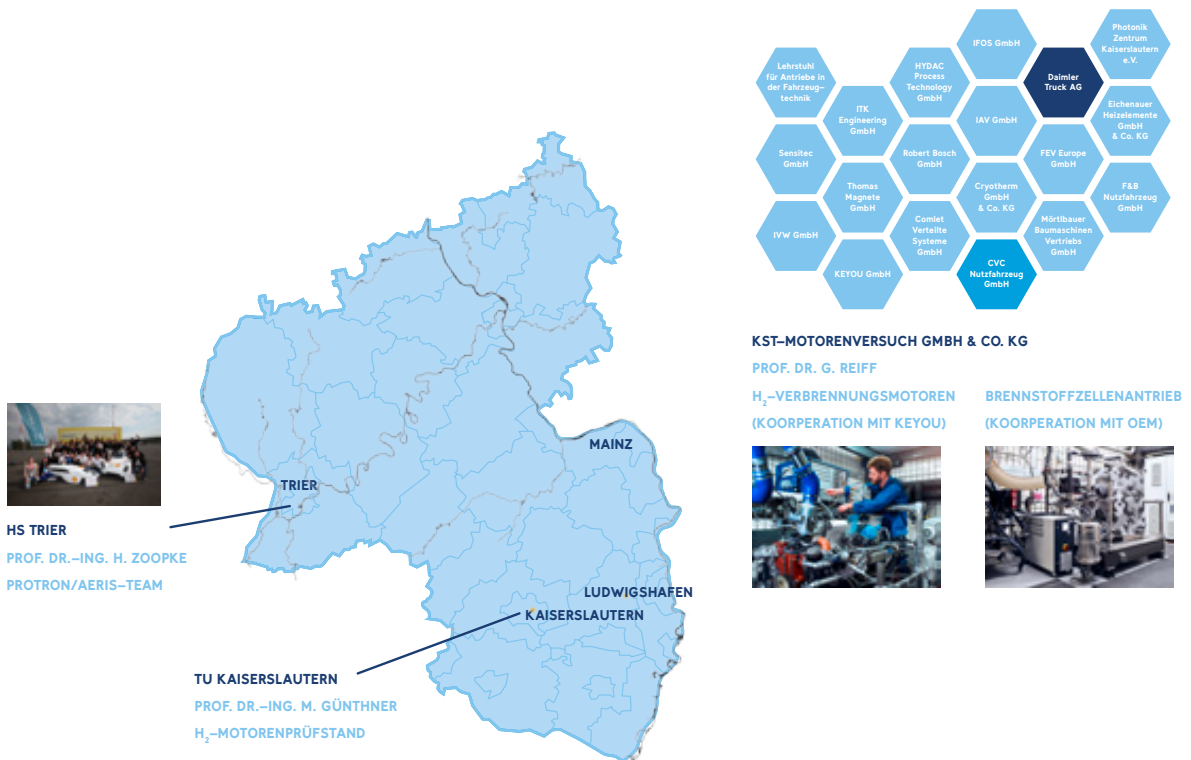 IFOS GmbH
Photonik
Zentrum
Kaiserslautern
e.V.
Lehrstuhl
für Antriebe in
der Fahrzeug–
technik
HYDAC
Process
Technology
GmbH
Daimler
Truck AG
ITK
Engineering
GmbH
IAV GmbH
Eichenauer
Heizelemente
GmbH
& Co. KG
Sensitec
GmbH
Robert Bosch
GmbH
FEV Europe
GmbH
Thomas
Magnete
GmbH
Cryotherm
GmbH
& Co. KG
F&B
Nutzfahrzeug
GmbH
IVW GmbH
Comlet
Verteilte
Systeme
GmbH
Mörtlbauer
Baumaschinen
Vertriebs
GmbH
KEYOU GmbH
CVC
Nutzfahrzeug
GmbH
KST–MOTORENVERSUCH GMBH & CO. KG
PROF. DR. G. REIFF
H₂–VERBRENNUNGSMOTOREN
(KOORPERATION MIT KEYOU)
BRENNSTOFFZELLENANTRIEB
(KOORPERATION MIT OEM)
MAINZ
TRIER
HS TRIER
PROF. DR.–ING. H. ZOOPKE
PROTRON/AERIS–TEAM
LUDWIGSHAFEN
KAISERSLAUTERN
TU KAISERSLAUTERN
PROF. DR.–ING. M. GÜNTHNER
H₂–MOTORENPRÜFSTAND